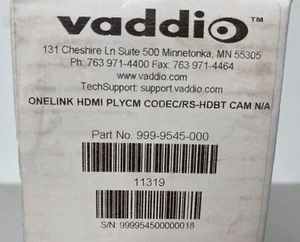 vaddio™
131 Cheshire Ln Suite 500 Minnetonka, MN 55305
Ph: 763 971-4400 Fax: 763 971-4464
www.vaddio.com
TechSupport: support.vaddio.com
ONELINK HDMI PLYCM CODEC/RS-HDBT CAM N/A
Part No. 999-9545-000
11319
S/N: 999954500000018